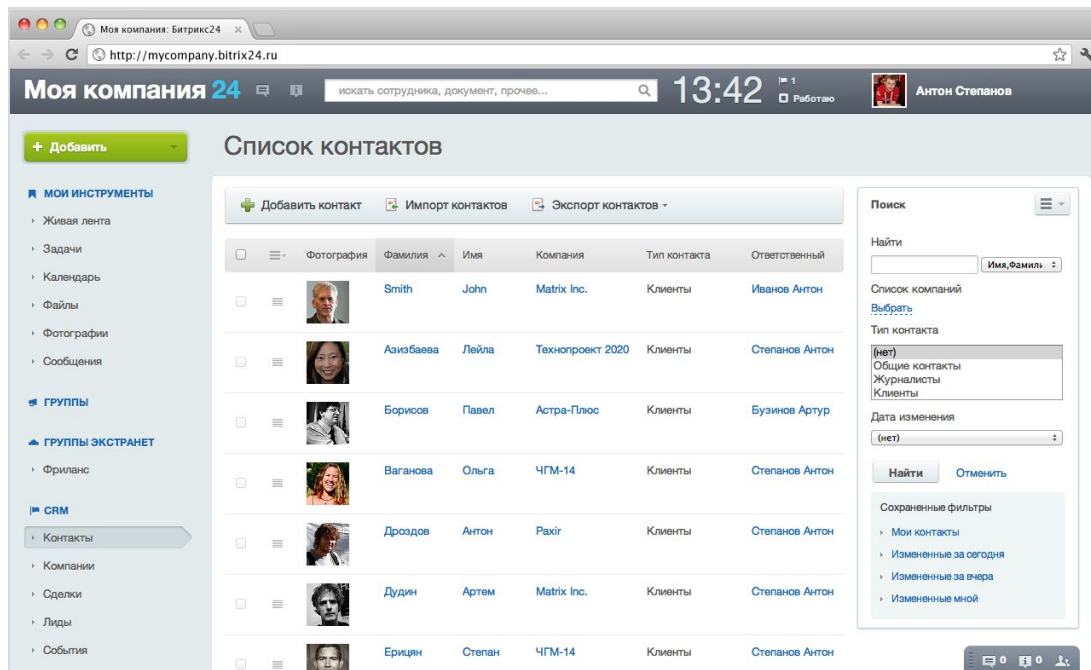 Моя компания: Битрикс24
http://mycompany.bitrix24.ru
Моя компания 24
искать сотрудника, документ, прочее...
13:42
1
Работаю
Антон Степанов
+ Добавить
МОИ ИНСТРУМЕНТЫ
Живая лента
Задачи
Календарь
Файлы
Фотографии
Сообщения
ГРУППЫ
ГРУППЫ ЭКСТРАНЕТ
Фриланс
CRM
Контакты
Компании
Сделки
Лиды
События
Список контактов
Добавить контакт Импорт контактов Экспорт контактов
Фотография Фамилия Имя Компания Тип контакта Ответственный
Smith John Matrix Inc. Клиенты Иванов Антон
Азизбаева Лейла Технопроект 2020 Клиенты Степанов Антон
Борисов Павел Астра-Плюс Клиенты Бузинов Артур
Ваганова Ольга ЧГМ-14 Клиенты Степанов Антон
Дроздов Антон Paxir Клиенты Степанов Антон
Дудин Артем Matrix Inc. Клиенты Степанов Антон
Ерицян Степан ЧГМ-14 Клиенты Степанов Антон
Поиск
Найти
Имя,Фамиль
Список компаний
Выбрать
Тип контакта
(нет)
Общие контакты
Журналисты
Клиенты
Дата изменения
(нет)
Найти Отменить
Сохраненные фильтры
Мои контакты
Измененные за сегодня
Измененные за вчера
Измененные мной
0 0